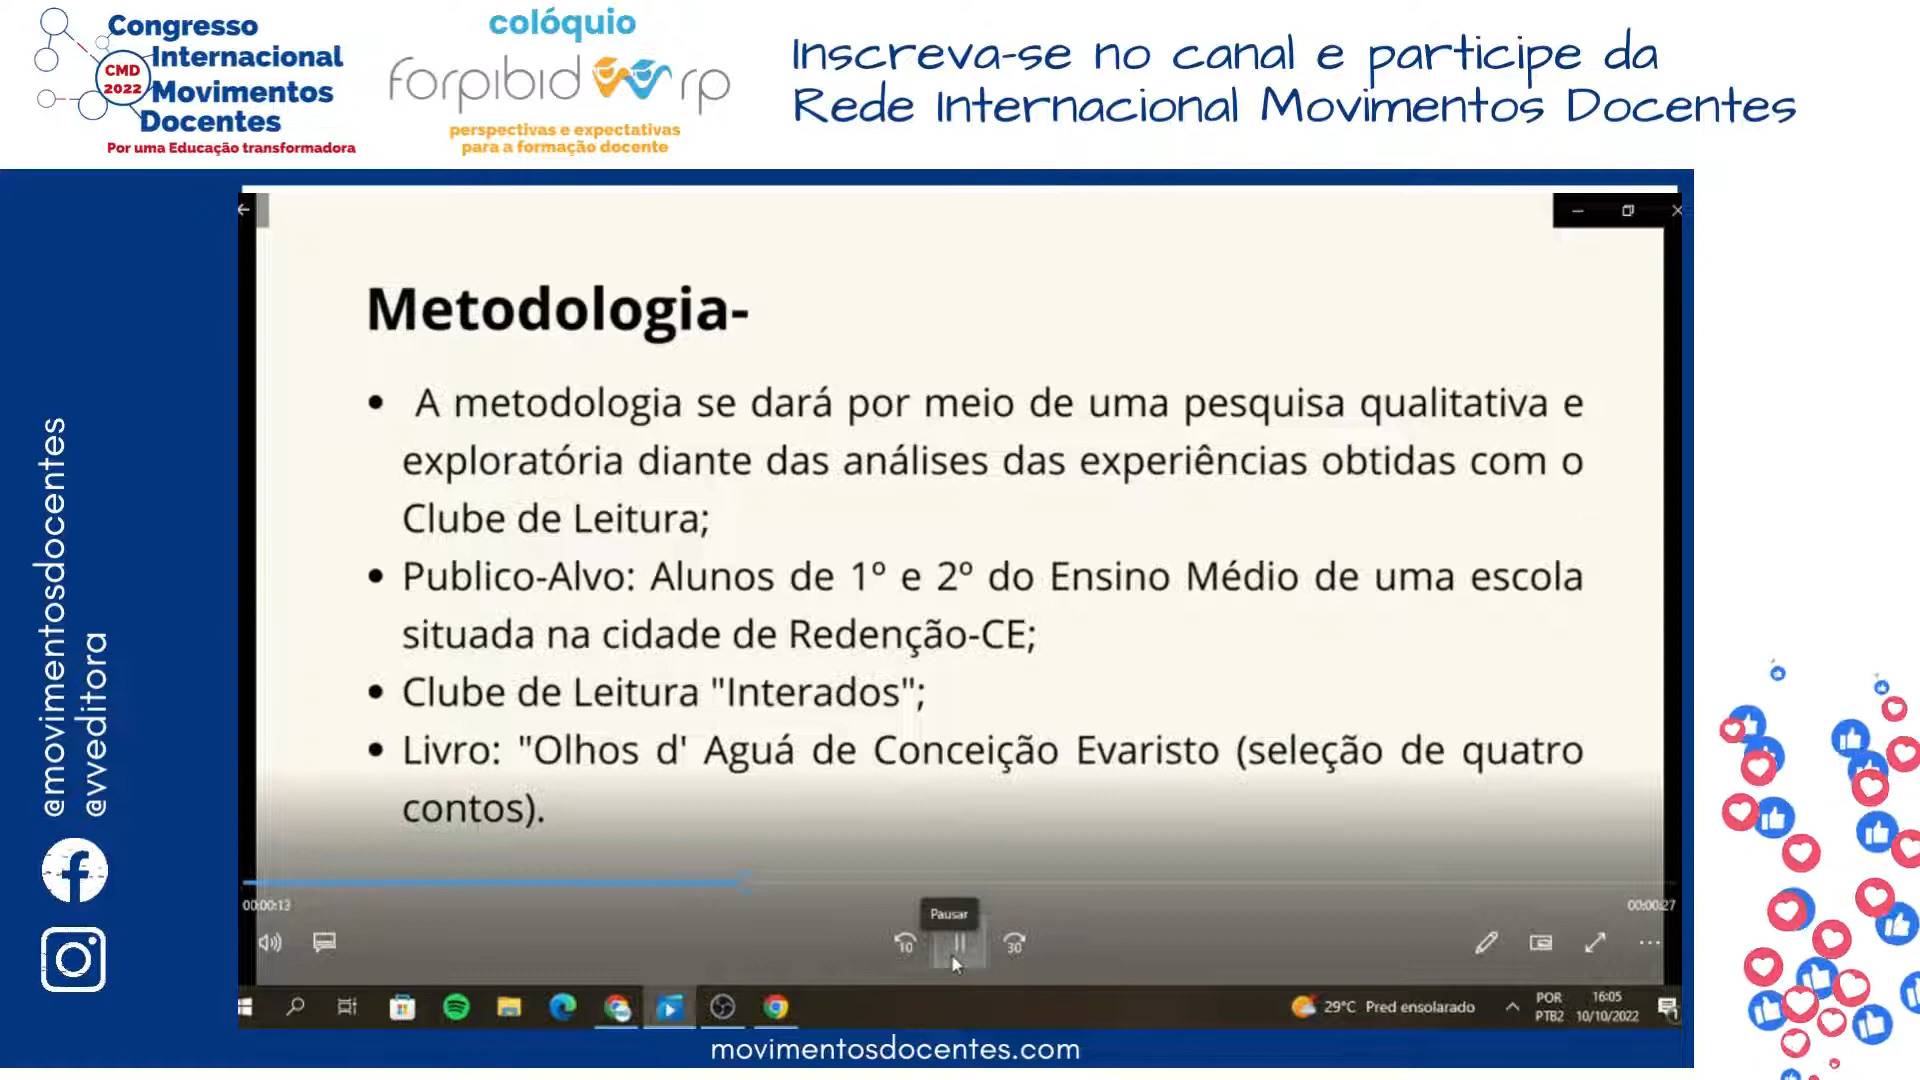 Congresso
Internacional
CMD
2022
Movimentos
Docentes
Por uma Educação transformadora
colóquio
forpibid rp
perspectivas e expectativas
para a formação docente
Inscreva-se no canal e participe da
Rede Internacional Movimentos Docentes
@movimentosdocentes
@vveditora
Metodologia-
• A metodologia se dará por meio de uma pesquisa qualitativa e
exploratória diante das análises das experiências obtidas com o
Clube de Leitura;
• Publico-Alvo: Alunos de 1º e 2º do Ensino Médio de uma escola
situada na cidade de Redenção-CE;
• Clube de Leitura "Interados";
• Livro: "Olhos d' Aguá de Conceição Evaristo (seleção de quatro
contos).
00:00:13
00:00:27
Pausar
10
30
29°C Pred ensolarado
POR
PTB2
16:05
10/10/2022
1
movimentosdocentes.com